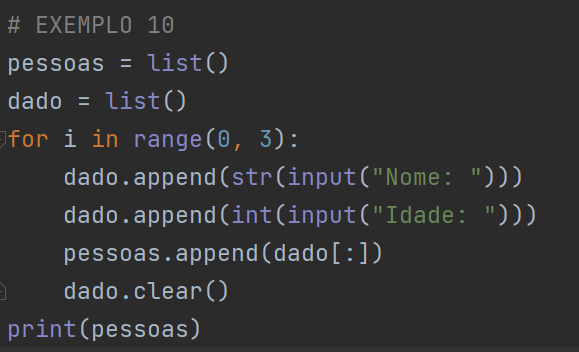 # EXEMPLO 10
pessoas = list()
dado = list()
for i in range(0, 3):
    dado.append(str(input("Nome: ")))
    dado.append(int(input("Idade: ")))
    pessoas.append(dado[:])
    dado.clear()
print(pessoas)